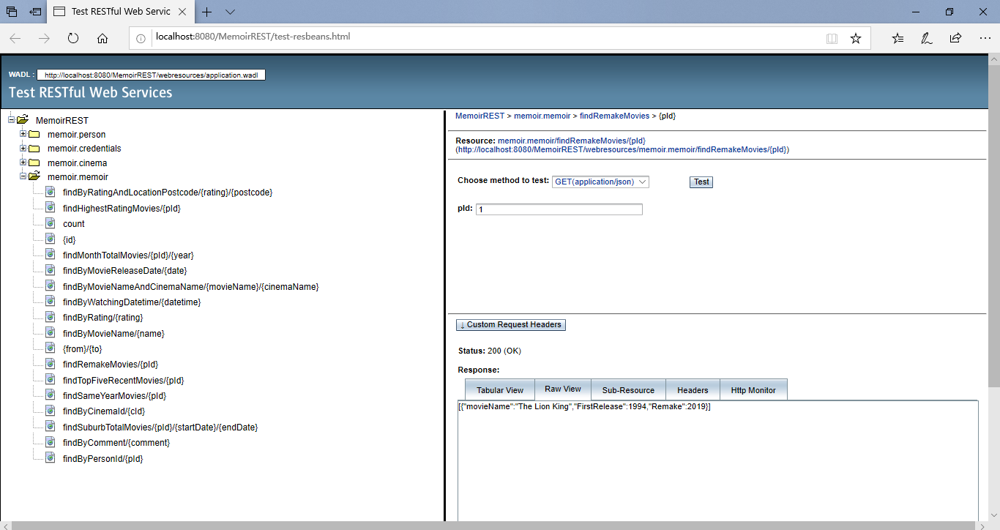 Test RESTful Web Servic
localhost:8080/MemoirREST/test-resbeans.html
WADL : http://localhost:8080/MemoirREST/webresources/application.wadl
Test RESTful Web Services
MemoirREST
memoir.person
memoir.credentials
memoir.cinema
memoir.memoir
findByRatingAndLocationPostcode/{rating}/{postcode}
findHighestRatingMovies/{pId}
count
{id}
findMonthTotalMovies/{pId}/{year}
findByMovieReleaseDate/{date}
findByMovieNameAndCinemaName/{movieName}/{cinemaName}
findByWatchingDatetime/{datetime}
findByRating/{rating}
findByMovieName/{name}
{from}/{to}
findRemakeMovies/{pId}
findTopFiveRecentMovies/{pId}
findSameYearMovies/{pId}
findByCinemaId/{cId}
findSuburbTotalMovies/{pId}/{startDate}/{endDate}
findByComment/{comment}
findByPersonId/{pId}
MemoirREST > memoir.memoir > findRemakeMovies > {pId}
Resource: memoir.memoir/findRemakeMovies/{pId}
(http://localhost:8080/MemoirREST/webresources/memoir.memoir/findRemakeMovies/{pId})
Choose method to test: GET(application/json) Test
pId: 1
↓ Custom Request Headers
Status: 200 (OK)
Response:
Tabular View Raw View Sub-Resource Headers Http Monitor
[{"movieName":"The Lion King","FirstRelease":1994,"Remake":2019}]